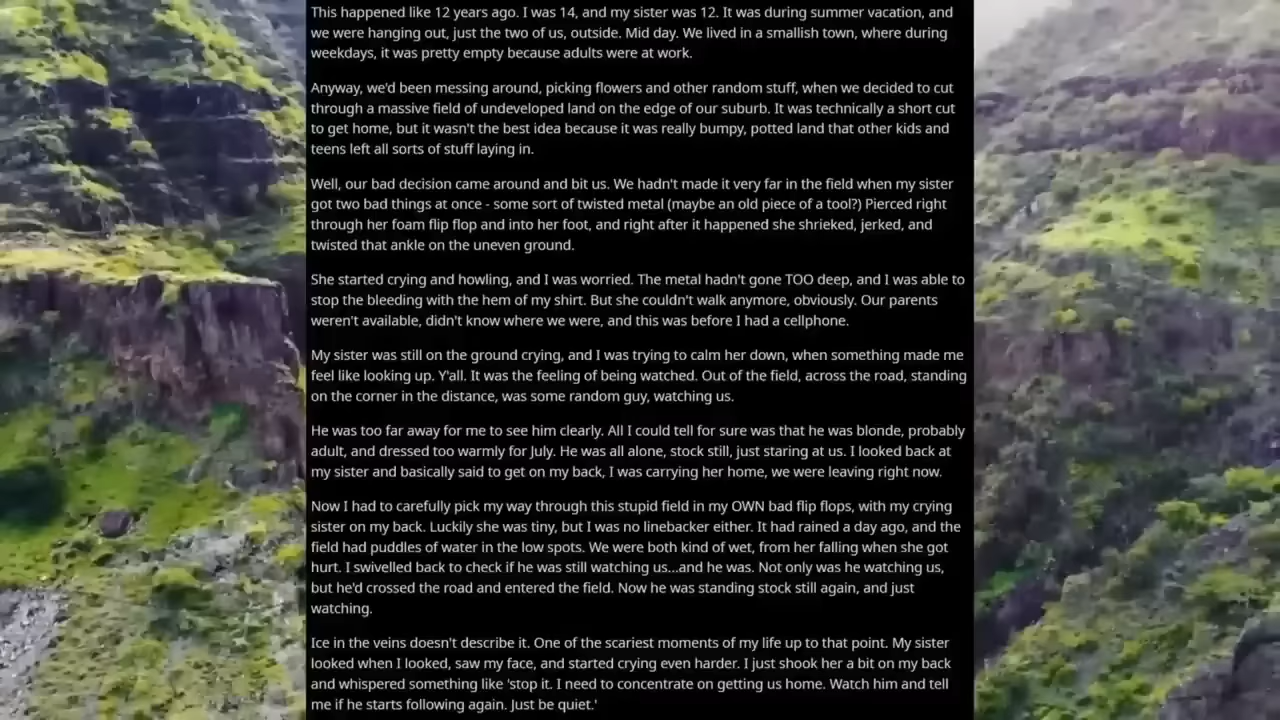 This happened like 12 years ago. I was 14, and my sister was 12. It was during summer vacation, and
we were hanging out, just the two of us, outside. Mid day. We lived in a smallish town, where during
weekdays, it was pretty empty because adults were at work.
Anyway, we'd been messing around, picking flowers and other random stuff, when we decided to cut
through a massive field of undeveloped land on the edge of our suburb. It was technically a short cut
to get home, but it wasn't the best idea because it was really bumpy, potted land that other kids and
teens left all sorts of stuff laying in.
Well, our bad decision came around and bit us. We hadn't made it very far in the field when my sister
got two bad things at once - some sort of twisted metal (maybe an old piece of a tool?) Pierced right
through her foam flip flop and into her foot, and right after it happened she shrieked, jerked, and
twisted that ankle on the uneven ground.
She started crying and howling, and I was worried. The metal hadn't gone TOO deep, and I was able to
stop the bleeding with the hem of my shirt. But she couldn't walk anymore, obviously. Our parents
weren't available, didn't know where we were, and this was before I had a cellphone.
My sister was still on the ground crying, and I was trying to calm her down, when something made me
feel like looking up. Y'all. It was the feeling of being watched. Out of the field, across the road, standing
on the corner in the distance, was some random guy, watching us.
He was too far away for me to see him clearly. All I could tell for sure was that he was blonde, probably
adult, and dressed too warmly for July. He was all alone, stock still, just staring at us. I looked back at
my sister and basically said to get on my back, I was carrying her home, we were leaving right now.
Now I had to carefully pick my way through this stupid field in my OWN bad flip flops, with my crying
sister on my back. Luckily she was tiny, but I was no linebacker either. It had rained a day ago, and the
field had puddles of water in the low spots. We were both kind of wet, from her falling when she got
hurt. I swivelled back to check if he was still watching us...and he was. Not only was he watching us,
but he'd crossed the road and entered the field. Now he was standing stock still again, and just
watching.
Ice in the veins doesn't describe it. One of the scariest moments of my life up to that point. My sister
looked when I looked, saw my face, and started crying even harder. I just shook her a bit on my back
and whispered something like 'stop it. I need to concentrate on getting us home. Watch him and tell
me if he starts following again. Just be quiet.'